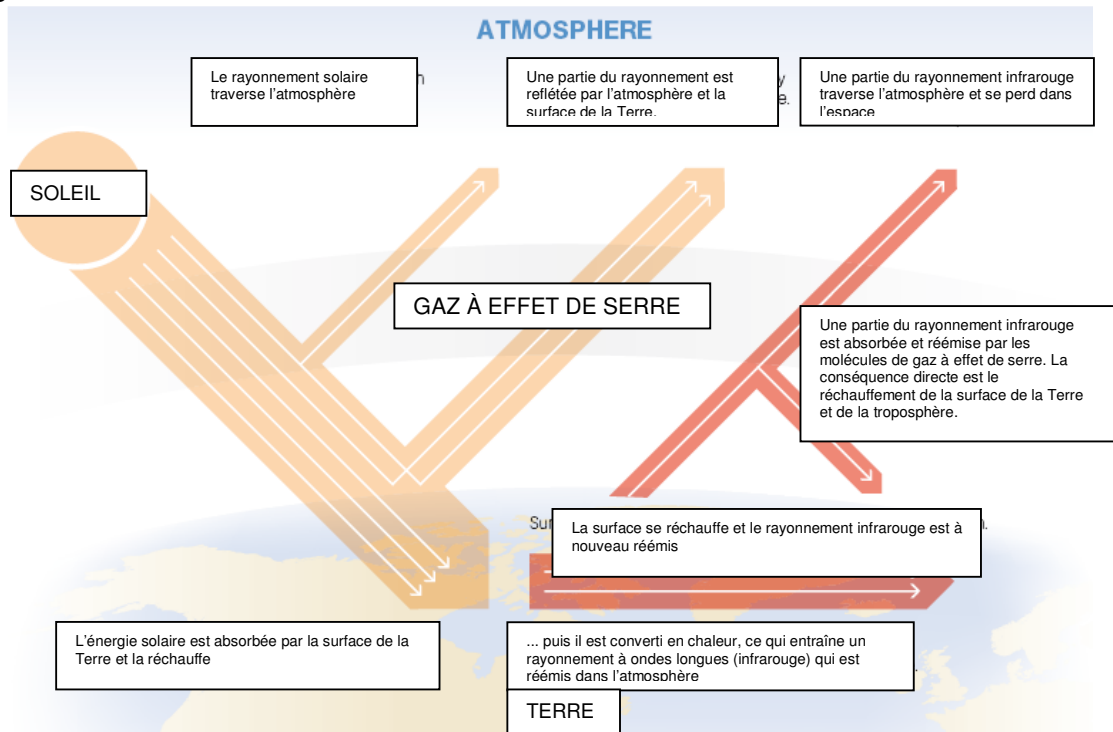 ATMOSPHERE
Le rayonnement solaire
traverse l'atmosphère
Une partie du rayonnement est
reflétée par l'atmosphère et la
surface de la Terre.
y
e.
Une partie du rayonnement infrarouge
traverse l'atmosphère et se perd dans
l'espace
SOLEIL
GAZ À EFFET DE SERRE
Une partie du rayonnement infrarouge
est absorbée et réémise par les
molécules de gaz à effet de serre. La
conséquence directe est le
réchauffement de la surface de la Terre
et de la troposphère.
Sur
La surface se réchauffe et le rayonnement infrarouge est à
nouveau réémis
L'énergie solaire est absorbée par la surface de la
Terre et la réchauffe
... puis il est converti en chaleur, ce qui entraîne un
rayonnement à ondes longues (infrarouge) qui est
réémis dans l'atmosphère
TERRE